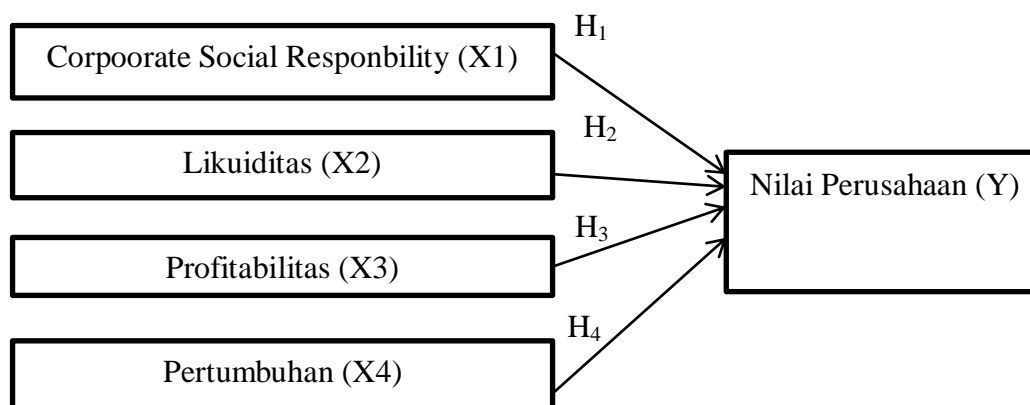 H₁
Corpoorate Social Responbility (X1)
H₂
Likuiditas (X2)
Nilai Perusahaan (Y)
H₃
Profitabilitas (X3)
H₄
Pertumbuhan (X4)